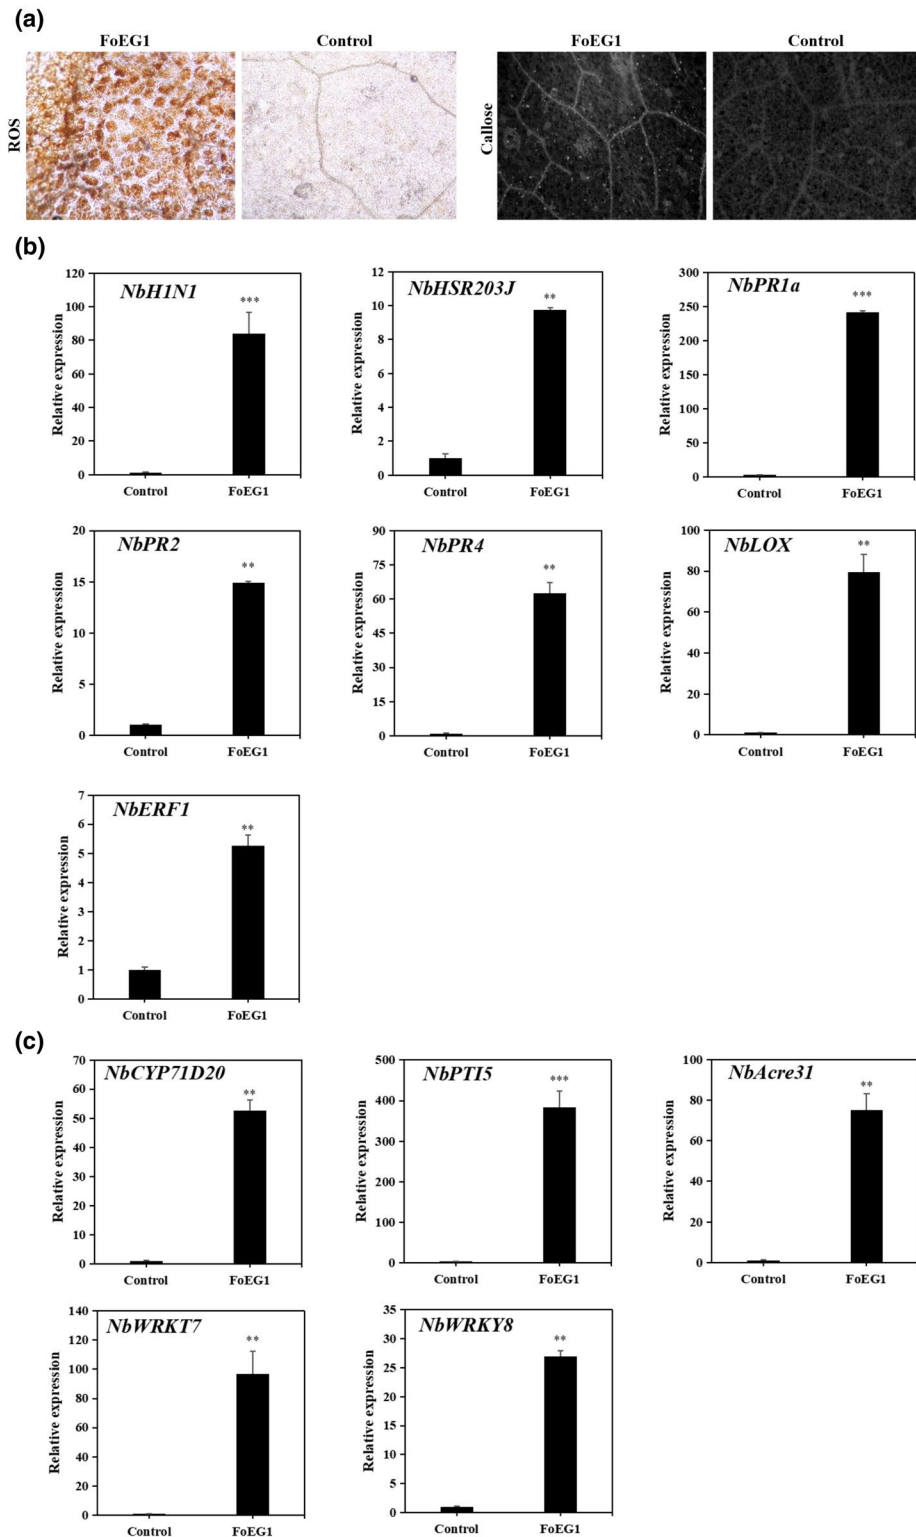 (a)
FoEG1 Control FoEG1 Control
ROS
Callose
(b)
NbH1N1
Relative expression
120
100
80
60
40
20
0
***
Control FoEG1
NbHSR203J
Relative expression
12
10
8
6
4
2
0
**
Control FoEG1
NbPR1a
Relative expression
300
250
200
150
100
50
0
***
Control FoEG1
NbPR2
Relative expression
20
15
10
5
0
**
Control FoEG1
NbPR4
Relative expression
90
75
60
45
30
15
0
**
Control FoEG1
NbLOX
Relative expression
100
80
60
40
20
0
**
Control FoEG1
NbERF1
Relative expression
7
6
5
4
3
2
1
0
**
Control FoEG1
(c)
NbCYP71D20
Relative expression
70
60
50
40
30
20
10
0
**
Control FoEG1
NbPTI5
Relative expression
500
400
300
200
100
0
***
Control FoEG1
NbAcre31
Relative expression
100
80
60
40
20
0
**
Control FoEG1
NbWRKT7
Relative expression
140
120
100
80
60
40
20
0
**
Control FoEG1
NbWRKY8
Relative expression
35
30
25
20
15
10
5
0
**
Control FoEG1